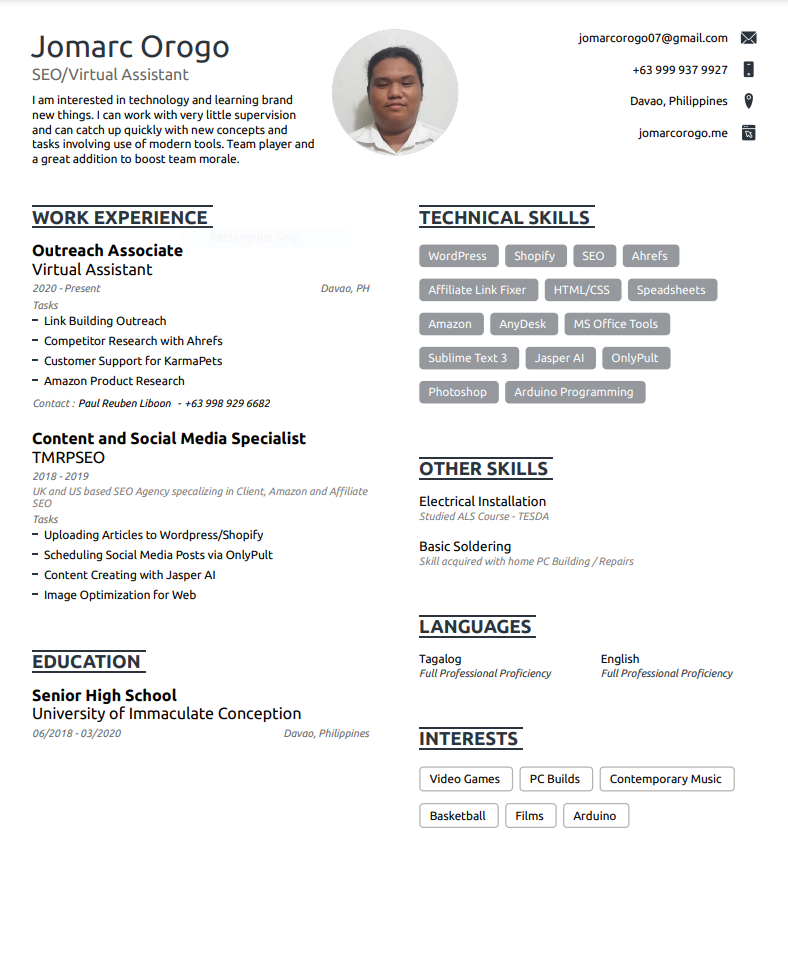 Jomarc Orogo
SEO/Virtual Assistant
I am interested in technology and learning brand
new things. I can work with very little supervision
and can catch up quickly with new concepts and
tasks involving use of modern tools. Team player and
a great addition to boost team morale.
jomarcorogo07@gmail.com
+63 999 937 9927
Davao, Philippines
jomarcorogo.me
WORK EXPERIENCE
Rectangular Snip
Outreach Associate
Virtual Assistant
2020 - Present Davao, PH
Tasks
Link Building Outreach
Competitor Research with Ahrefs
Customer Support for KarmaPets
Amazon Product Research
Contact : Paul Reuben Liboon - +63 998 929 6682
Content and Social Media Specialist
TMRPSEO
2018 - 2019
UK and US based SEO Agency specalizing in Client, Amazon and Affiliate
SEO
Tasks
Uploading Articles to Wordpress/Shopify
Scheduling Social Media Posts via OnlyPult
Content Creating with Jasper AI
Image Optimization for Web
EDUCATION
Senior High School
University of Immaculate Conception
06/2018 - 03/2020 Davao, Philippines
TECHNICAL SKILLS
WordPress Shopify SEO Ahrefs
Affiliate Link Fixer HTML/CSS Speadsheets
Amazon AnyDesk MS Office Tools
Sublime Text 3 Jasper AI OnlyPult
Photoshop Arduino Programming
OTHER SKILLS
Electrical Installation
Studied ALS Course - TESDA
Basic Soldering
Skill acquired with home PC Building / Repairs
LANGUAGES
Tagalog English
Full Professional Proficiency Full Professional Proficiency
INTERESTS
Video Games PC Builds Contemporary Music
Basketball Films Arduino